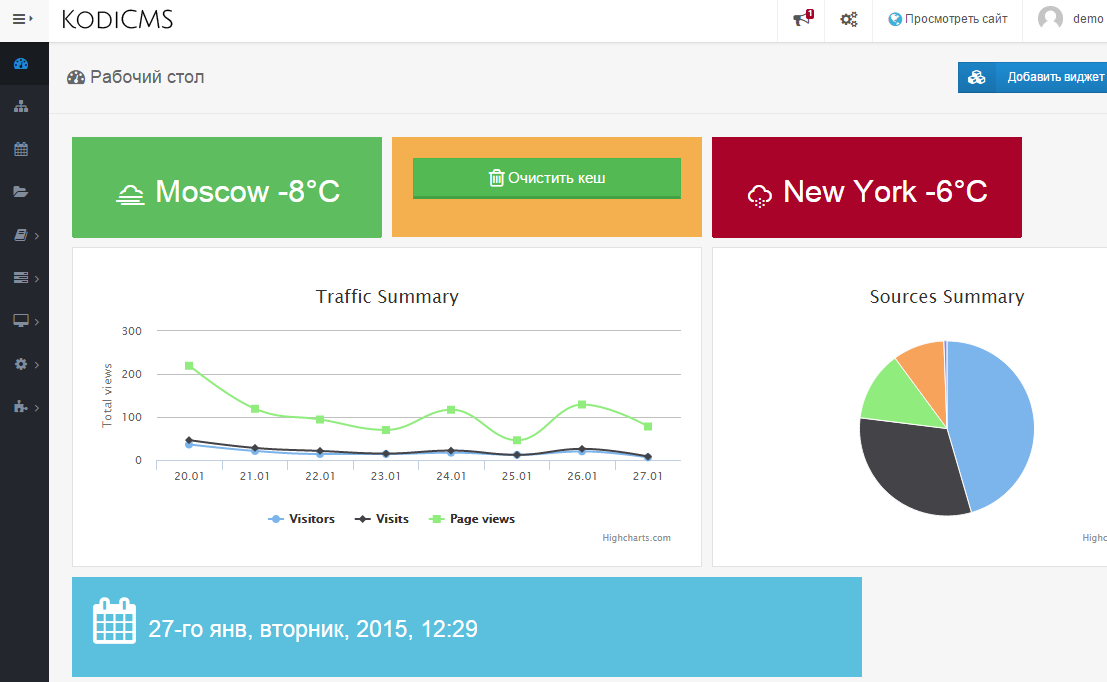 KODICMS
1
Просмотреть сайт
demo
Рабочий стол
Добавить виджет
Moscow -8°C
Очистить кеш
New York -6°C
Traffic Summary
Total views
300
200
100
0
20.01 21.01 22.01 23.01 24.01 25.01 26.01 27.01
Visitors Visits Page views
Highcharts.com
Sources Summary
Highc
27-го янв, вторник, 2015, 12:29